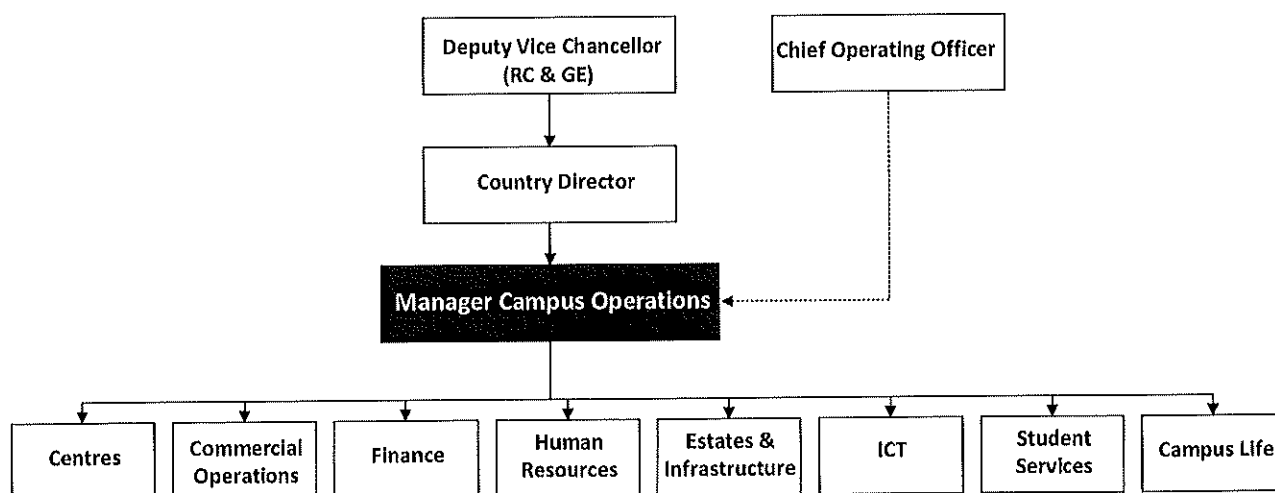 Deputy Vice Chancellor
(RC & GE)
Chief Operating Officer
Country Director
Manager Campus Operations
Centres
Commercial
Operations
Finance
Human
Resources
Estates &
Infrastructure
ICT
Student
Services
Campus Life